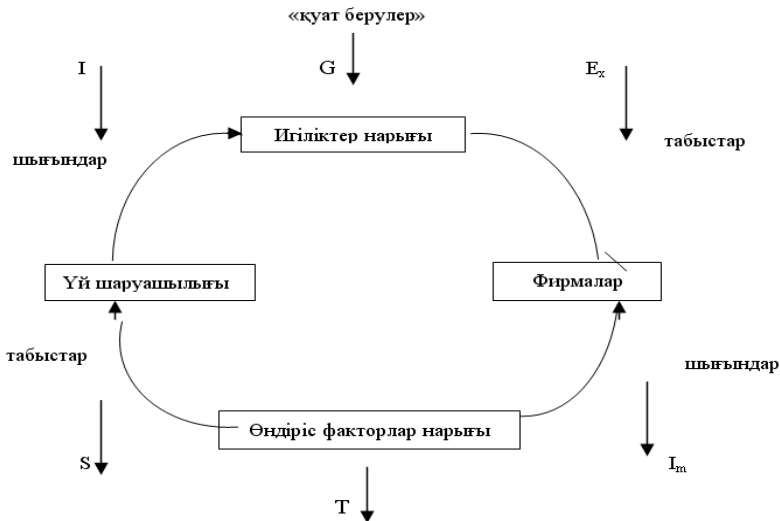 «қуат берулер»
I
G
Eₓ
Игіліктер нарығы
табыстар
шығындар
Үй шаруашылығы
Фирмалар
табыстар
шығындар
Өндіріс факторлар нарығы
S
Iₘ
T